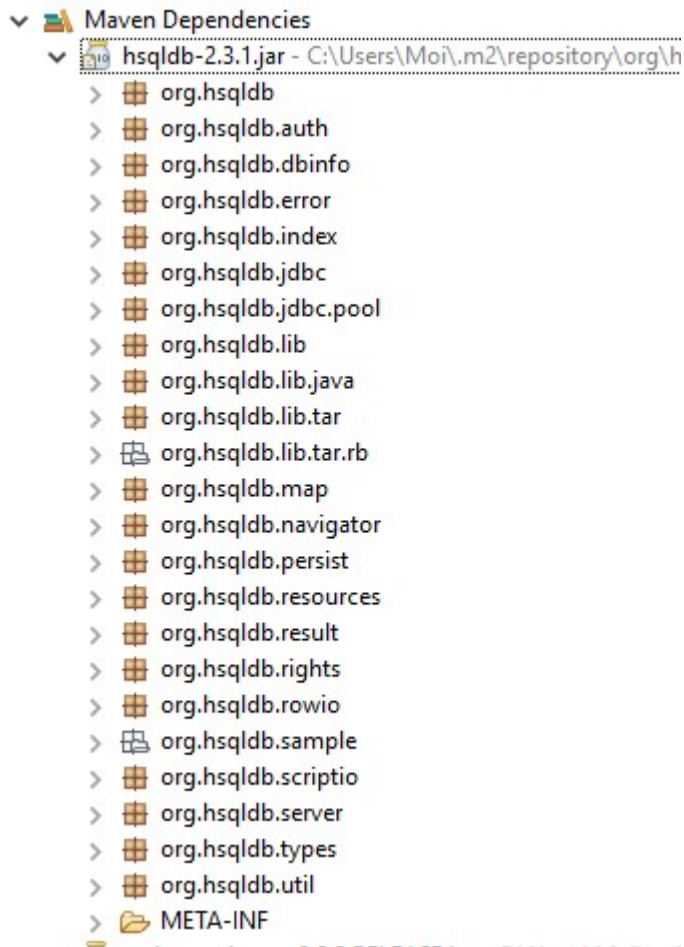 Maven Dependencies
hsqldb-2.3.1.jar - C:\Users\Moi\.m2\repository\org\h
org.hsqldb
org.hsqldb.auth
org.hsqldb.dbinfo
org.hsqldb.error
org.hsqldb.index
org.hsqldb.jdbc
org.hsqldb.jdbc.pool
org.hsqldb.lib
org.hsqldb.lib.java
org.hsqldb.lib.tar
org.hsqldb.lib.tar.rb
org.hsqldb.map
org.hsqldb.navigator
org.hsqldb.persist
org.hsqldb.resources
org.hsqldb.result
org.hsqldb.rights
org.hsqldb.rowio
org.hsqldb.sample
org.hsqldb.scriptio
org.hsqldb.server
org.hsqldb.types
org.hsqldb.util
META-INF